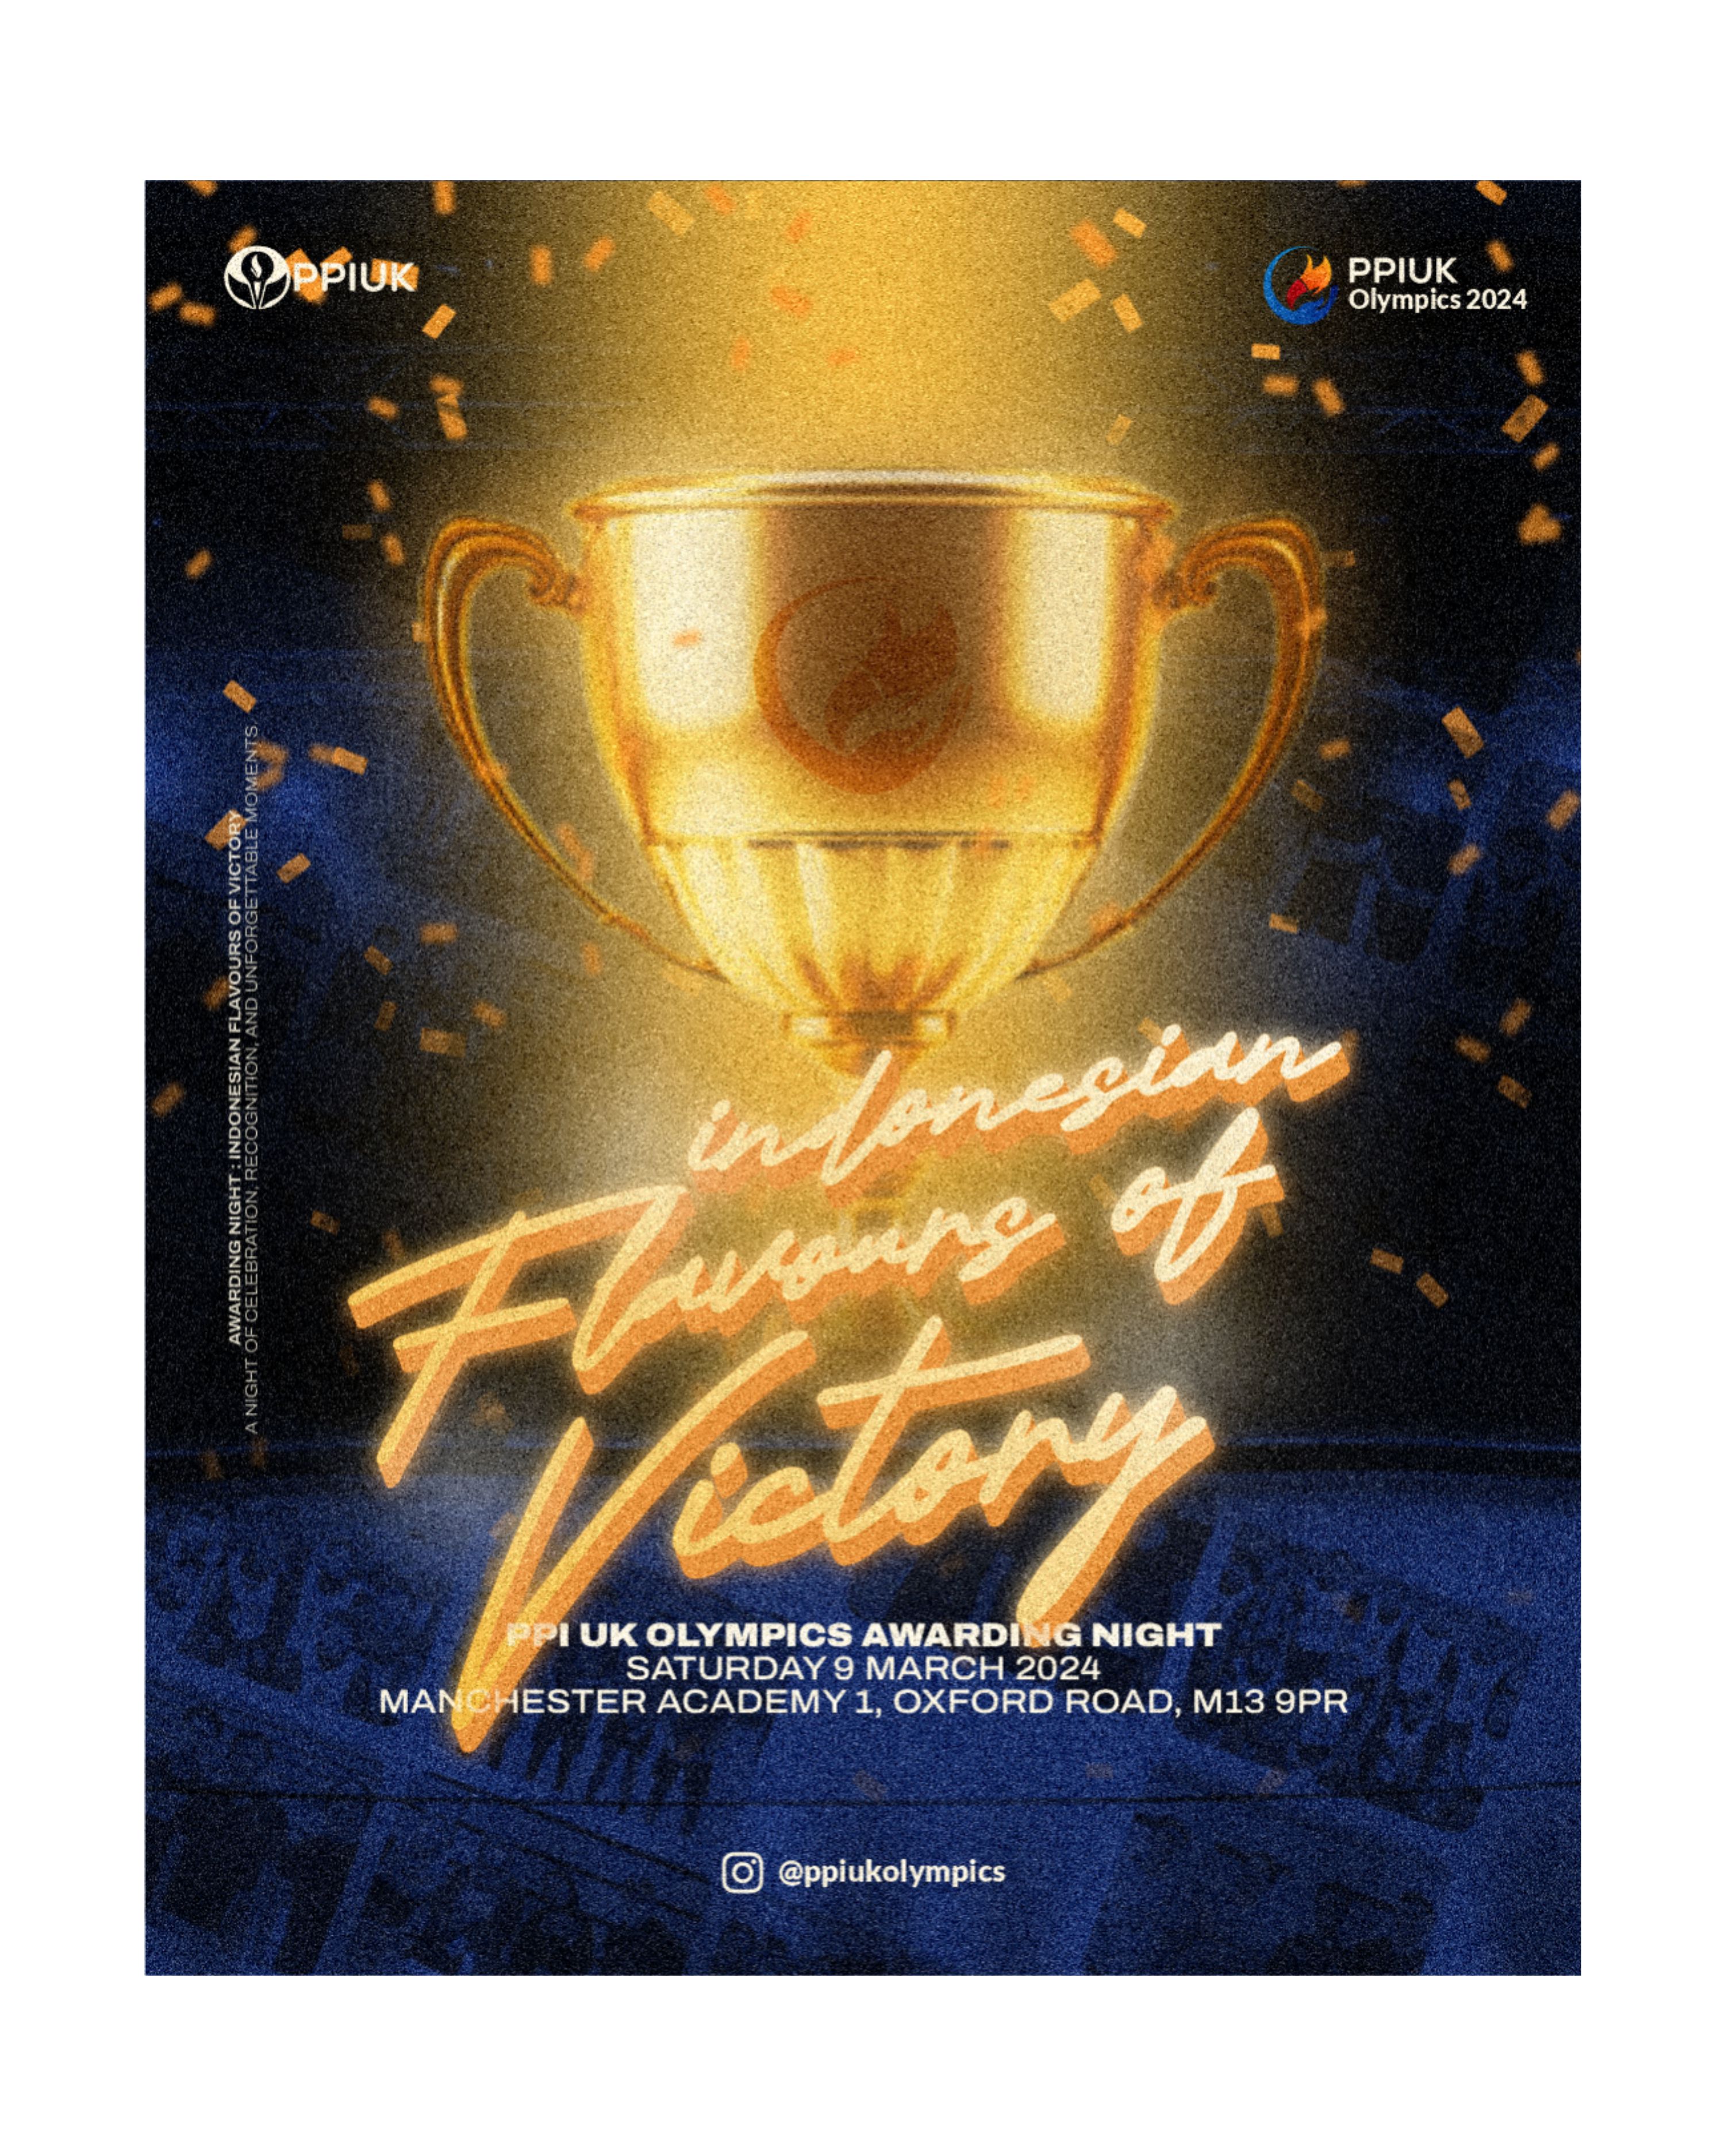 PPIUK
PPIUK
Olympics 2024
AWARDING NIGHT : INDONESIAN FLAVOURS OF VICTORY
A NIGHT OF CELEBRATION, RECOGNITION, AND UNFORGETTABLE MOMENTS
indonesian
Flavours of
Victory
PPI UK OLYMPICS AWARDING NIGHT
SATURDAY 9 MARCH 2024
MANCHESTER ACADEMY 1, OXFORD ROAD, M13 9PR
@ppiukolympics